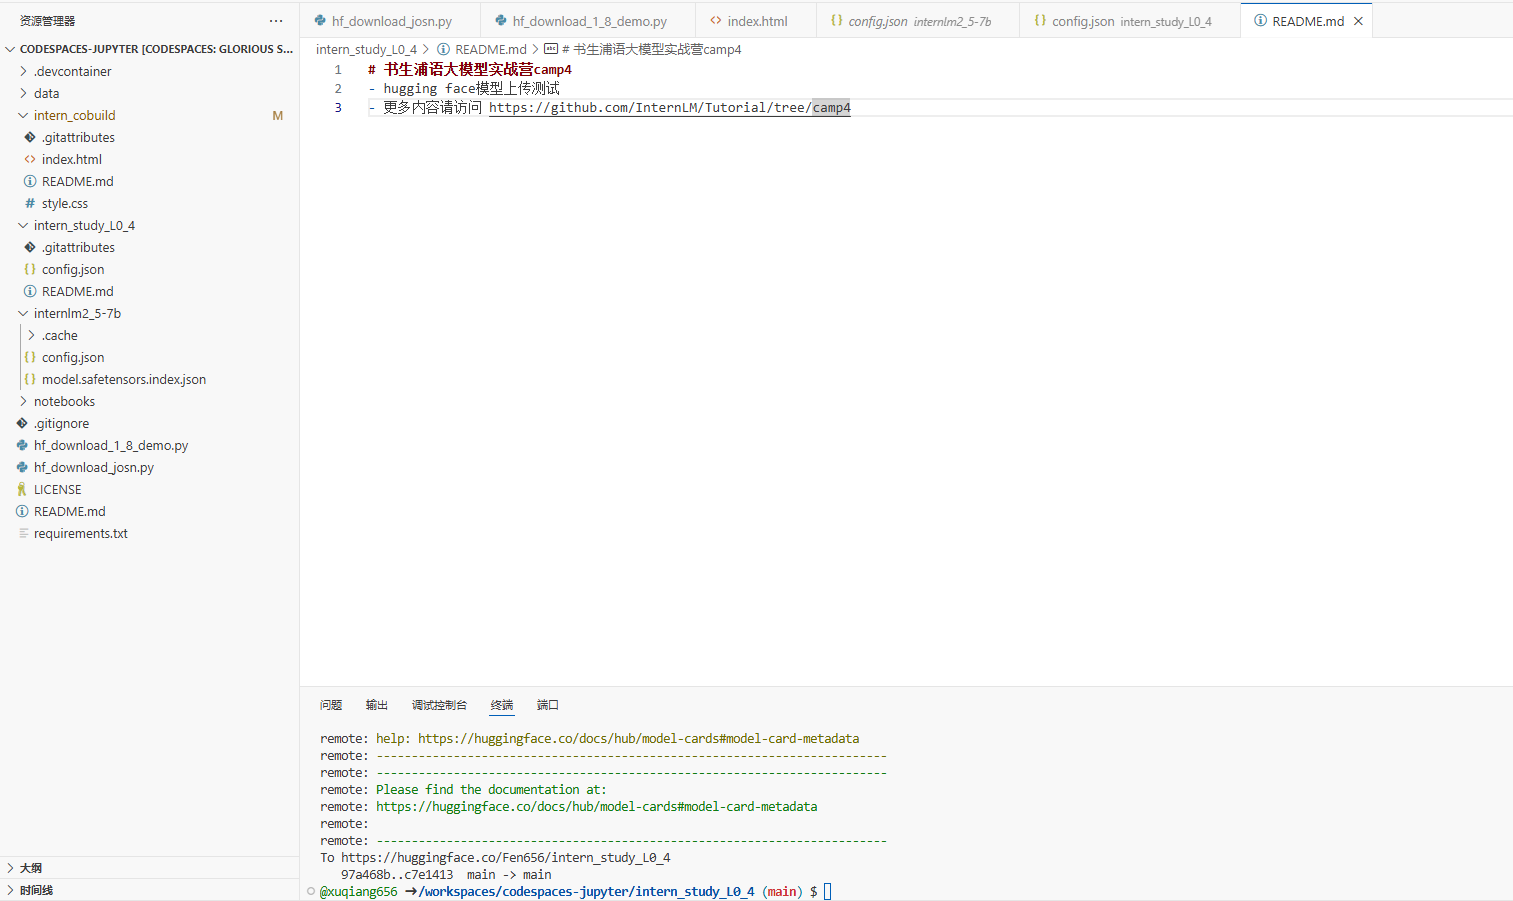 资源管理器 ···
CODESPACES-JUPYTER [CODESPACES: GLORIOUS S...
.devcontainer
data
intern_cobuild M
.gitattributes
index.html
README.md
# style.css
intern_study_L0_4
.gitattributes
{} config.json
README.md
internlm2_5-7b
.cache
{} config.json
{} model.safetensors.index.json
notebooks
.gitignore
hf_download_1_8_demo.py
hf_download_josn.py
LICENSE
README.md
requirements.txt
大纲
时间线
hf_download_josn.py
hf_download_1_8_demo.py
<> index.html
{} config.json internlm2_5-7b
{} config.json intern_study_L0_4
README.md
intern_study_L0_4 > README.md > # 书生浦语大模型实战营camp4
1 # 书生浦语大模型实战营camp4
2 - hugging face模型上传测试
3 - 更多内容请访问 https://github.com/InternLM/Tutorial/tree/camp4
问题 输出 调试控制台 终端 端口
remote: help: https://huggingface.co/docs/hub/model-cards#model-card-metadata
remote: -------------------------------------------------------------------------
remote: -------------------------------------------------------------------------
remote: Please find the documentation at:
remote: https://huggingface.co/docs/hub/model-cards#model-card-metadata
remote:
remote: -------------------------------------------------------------------------
To https://huggingface.co/Fen656/intern_study_L0_4
97a468b..c7e1413  main -> main
@xuqiang656 ➜/workspaces/codespaces-jupyter/intern_study_L0_4 (main) $